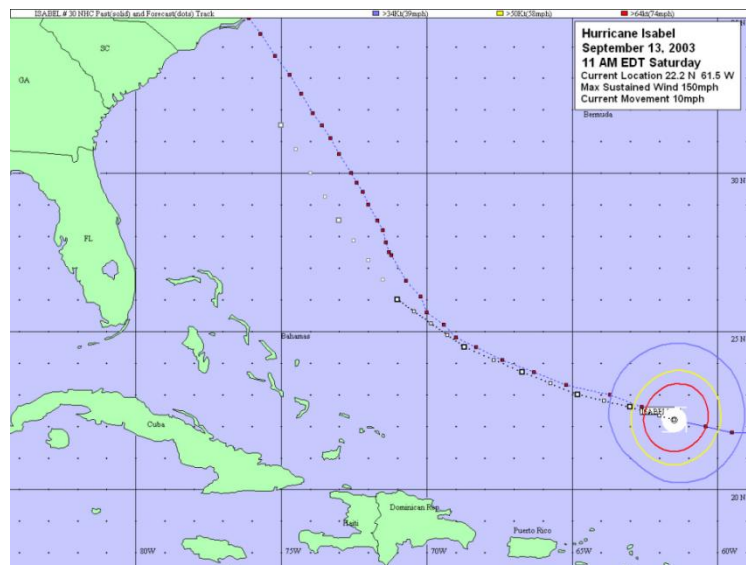 ISABEL # 30 NHC Past(solid) and Forecast(dots) Track
>34Kt(39mph)
>50Kt(58mph)
>64kt(74mph)
Hurricane Isabel
September 13, 2003
11 AM EDT Saturday
Current Location 22.2 N 61.5 W
Max Sustained Wind 150mph
Current Movement 10mph
SC
GA
Bermuda
30 N
FL
Bahamas
25 N
Cuba
20 N
Haiti
Dominican Rep
Puerto Rico
80W
75W
70W
65W
60W